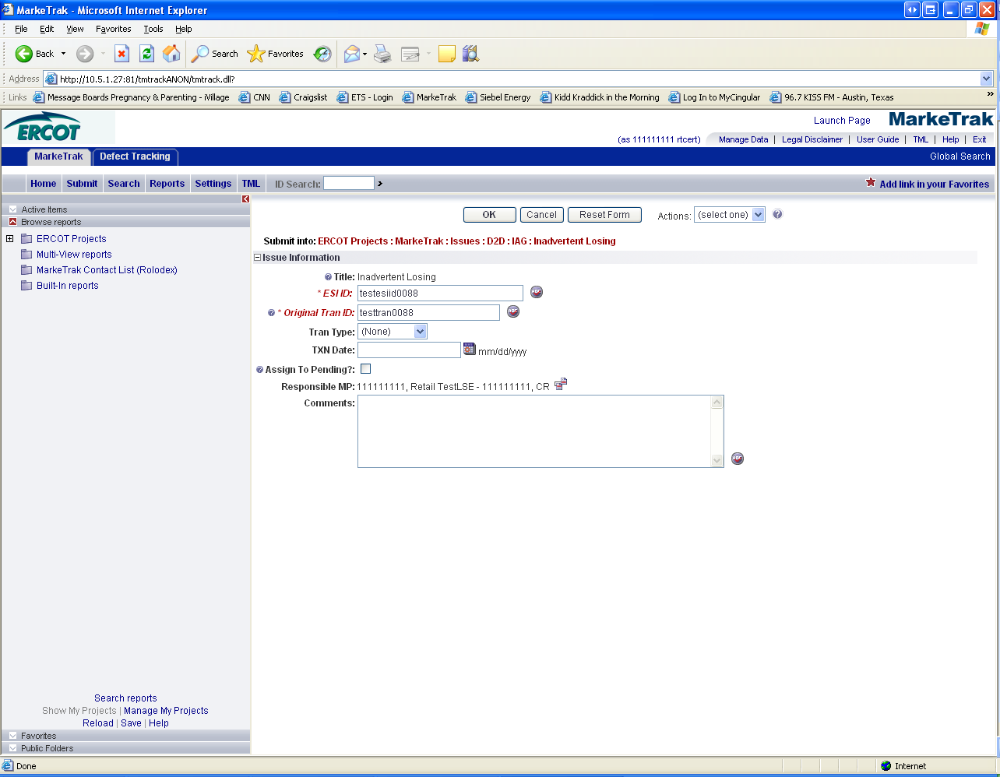 MarkeTrak - Microsoft Internet Explorer
File Edit View Favorites Tools Help
Back Search Favorites
Address http://10.5.1.27:81/tmtrackANON/tmtrack.dll?
Links Message Boards Pregnancy & Parenting - iVillage CNN Craigslist ETS - Login MarkeTrak Siebel Energy Kidd Kraddick in the Morning Log In to MyCingular 96.7 KISS FM - Austin, Texas »
ERCOT Launch Page MarkeTrak
(as 111111111 rtcert) Manage Data | Legal Disclaimer | User Guide | TML | Help | Exit
MarkeTrak Defect Tracking Global Search
Home Submit Search Reports Settings TML ID Search: Add link in your Favorites
Active Items
Browse reports
ERCOT Projects
Multi-View reports
MarkeTrak Contact List (Rolodex)
Built-In reports
OK Cancel Reset Form Actions: (select one)
Submit into: ERCOT Projects : MarkeTrak : Issues : D2D : IAG : Inadvertent Losing
Issue Information
Title: Inadvertent Losing
* ESI ID: testesiid0088 ABC
* Original Tran ID: testtran0088 ABC
Tran Type: (None)
TXN Date: mm/dd/yyyy
Assign To Pending?:
Responsible MP: 111111111, Retail TestLSE - 111111111, CR
Comments:
ABC
Search reports
Show My Projects | Manage My Projects
Reload | Save | Help
Favorites
Public Folders
Done Internet